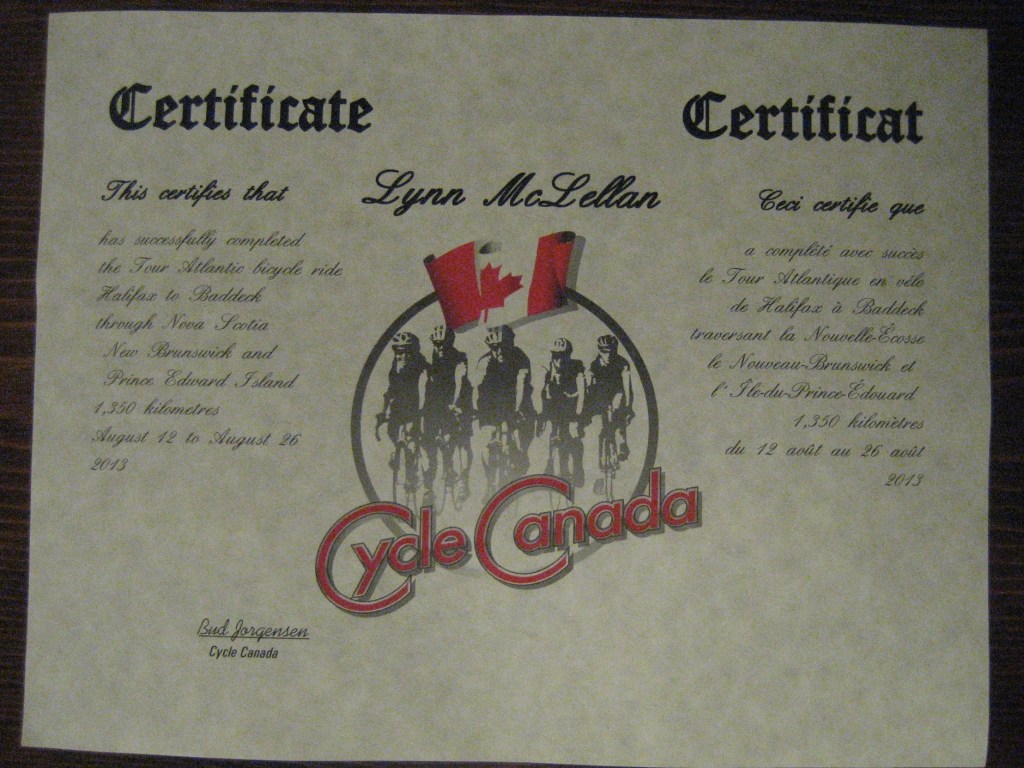 Certificate
This certifies that
has successfully completed
the Tour Atlantic bicycle ride
Halifax to Baddeck
through Nova Scotia
New Brunswick and
Prince Edward Island
1,350 kilometres
August 12 to August 26
2013
Lynn McLellan
Certificat
Ceci certifie que
a complété avec succès
le Tour Atlantique en vélo
de Halifax à Baddeck
traversant la Nouvelle-Écosse
le Nouveau-Brunswick et
l' Île-du-Prince-Édouard
1,350 kilomètres
du 12 août au 26 août
2013
Cycle Canada
Bud Jorgensen
Cycle Canada